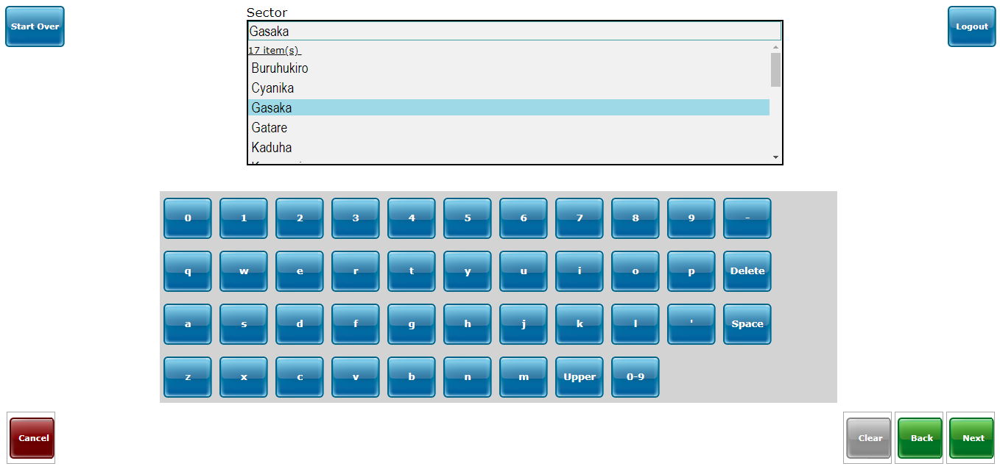 Sector
Start Over
Logout
Gasaka
17 item(s)
Buruhukiro
Cyanika
Gasaka
Gatare
Kaduha
0 1 2 3 4 5 6 7 8 9 -
q w e r t y u i o p Delete
a s d f g h j k l ' Space
z x c v b n m Upper 0-9
Cancel Clear Back Next